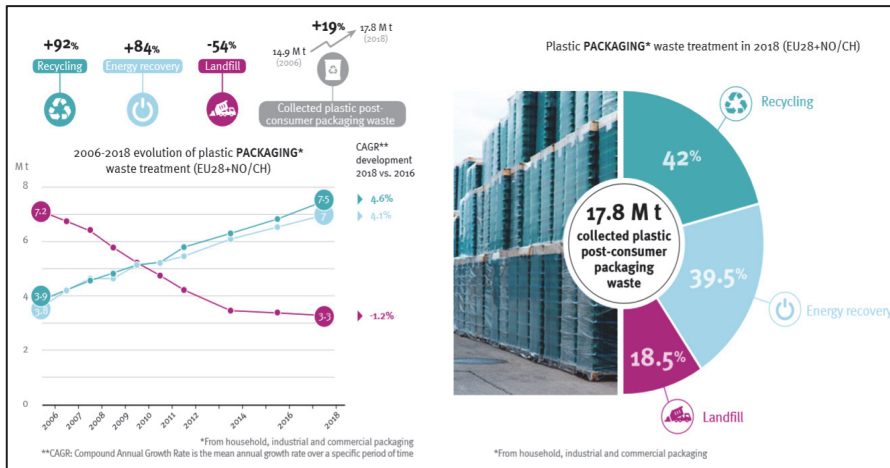 +92%
Recycling
+84%
Energy recovery
-54%
Landfill
+19%
14.9 M t
(2006)
17.8 M t
(2018)
Collected plastic post-
consumer packaging waste
2006-2018 evolution of plastic PACKAGING*
waste treatment (EU28+NO/CH)
CAGR**
development
2018 vs. 2016
M t
8
6
4
2
0
7.2
3.9
3.8
7.5
7
3.3
4.6%
4.1%
-1.2%
2006
2007
2008
2009
2010
2011
2012
2014
2016
2018
*From household, industrial and commercial packaging
**CAGR: Compound Annual Growth Rate is the mean annual growth rate over a specific period of time
Plastic PACKAGING* waste treatment in 2018 (EU28+NO/CH)
Recycling
42%
17.8 M t
collected plastic
post-consumer
packaging
waste
39.5%
Energy recovery
18.5%
Landfill
*From household, industrial and commercial packaging